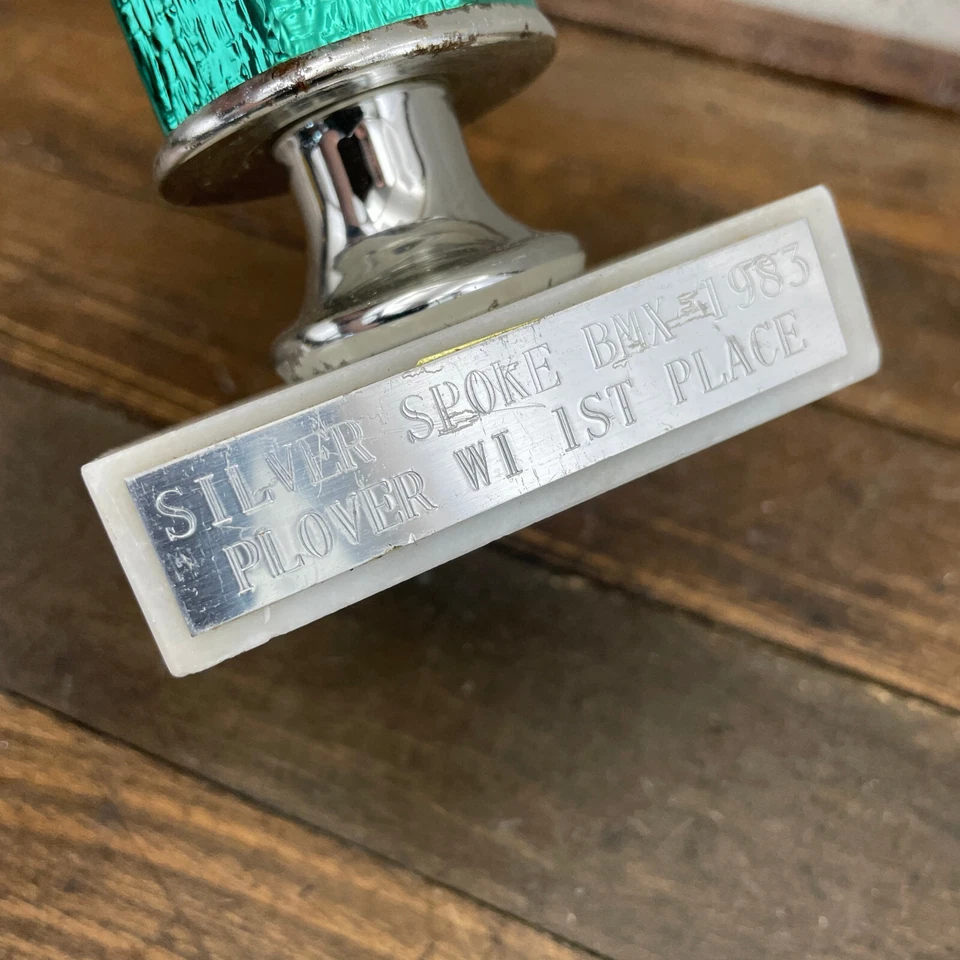 SILVER SPOKE BMX-1983
PLOVER WI 1ST PLACE